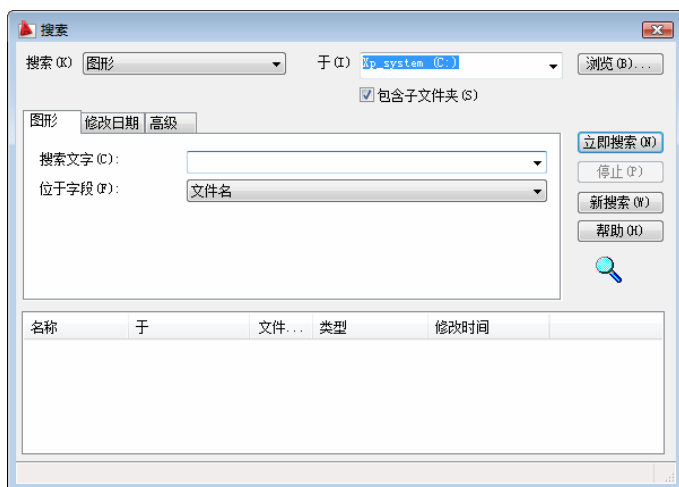 搜索
搜索(K) 图形 于(I) Xp_system (C:) 浏览(B)...
包含子文件夹(S)
图形 修改日期 高级
立即搜索(N)
搜索文字(C):
停止(P)
位于字段(F): 文件名
新搜索(W)
帮助(H)
名称 于 文件... 类型 修改时间